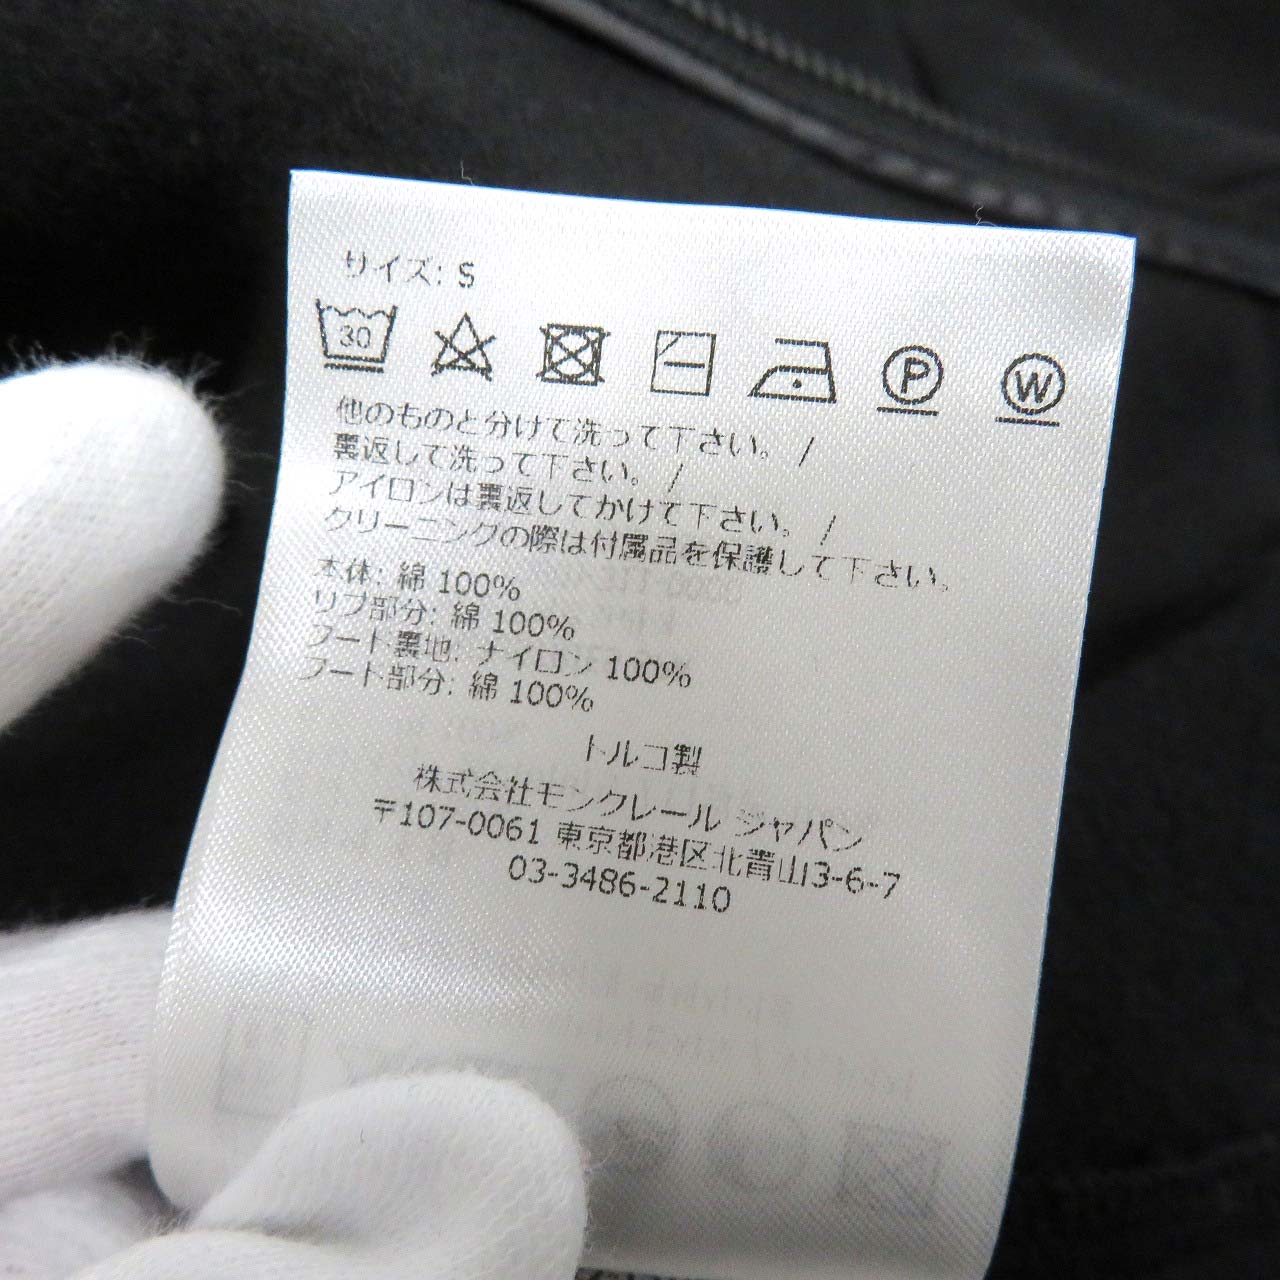 サイズ: S
30
P
W
他のものと分けて洗って下さい。/
裏返して洗って下さい。/
アイロンは裏返してかけて下さい。/
クリーニングの際は付属品を保護して下さい。
本体: 綿 100%
リブ部分: 綿 100%
フード裏地: ナイロン 100%
フード部分: 綿 100%
トルコ製
株式会社モンクレール ジャパン
〒107-0061 東京都港区北青山3-6-7
03-3486-2110